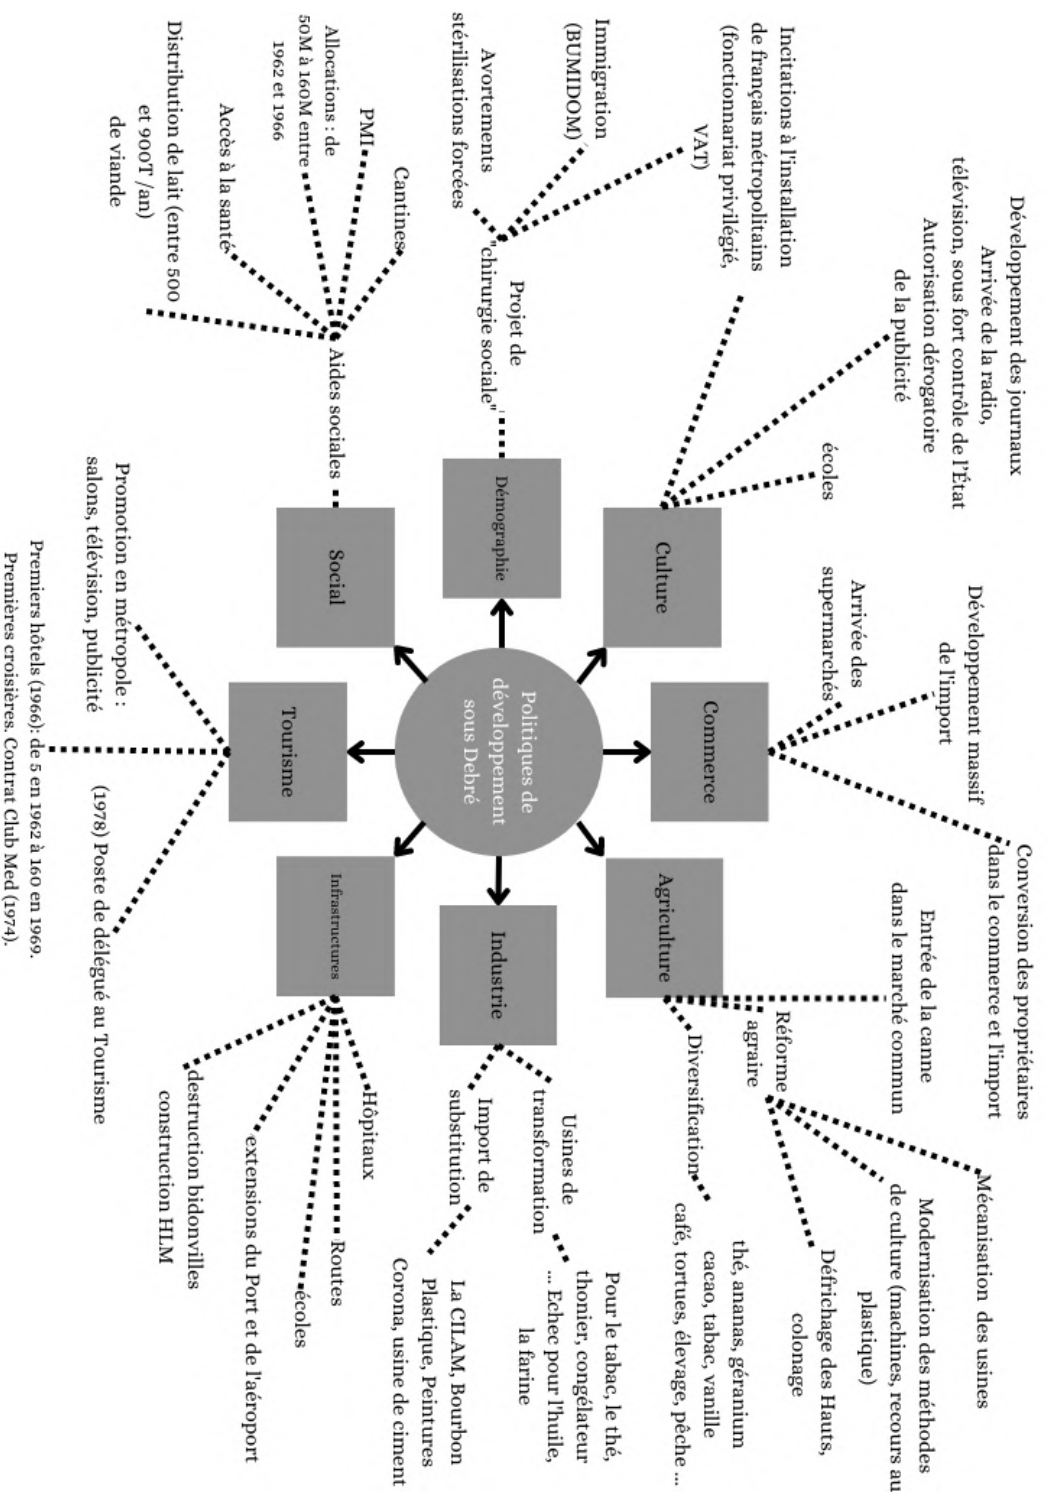 Politiques de
développement
sous Debré
Culture
Développement des journaux
Arrivée de la radio,
télévision, sous fort contrôle de l'État
Autorisation dérogatoire
de la publicité
écoles
Incitations à l'installation
de français métropolitains
(fonctionnariat privilégié,
VAT)
Commerce
Développement massif
de l'import
Arrivée des
supermarchés
Conversion des propriétaires
dans le commerce et l'import
Agriculture
Entrée de la canne
dans le marché commun
Réforme
agraire
Mécanisation des usines
Modernisation des méthodes
de culture (machines, recours au
plastique)
Défrichage des Hauts,
colonage
Diversification
thé, ananas, géranium
cacao, tabac, vanille
café, tortues, élevage, pêche ...
Industrie
Usines de
transformation
Pour le tabac, le thé,
thonier, congélateur
... Echec pour l'huile,
la farine
Import de
substitution
La CILAM, Bourbon
Plastique, Peintures
Corona, usine de ciment
Infrastructures
Hôpitaux
Routes
écoles
extensions du Port et de l'aéroport
destruction bidonvilles
construction HLM
Tourisme
Promotion en métropole :
salons, télévision, publicité
(1978) Poste de délégué au Tourisme
Premiers hôtels (1966): de 5 en 1962 à 160 en 1969.
Premières croisières. Contrat Club Med (1974).
Social
Aides sociales
Cantines
PMI
Allocations : de
50M à 160M entre
1962 et 1966
Accès à la santé
Distribution de lait (entre 500
et 900T /an)
de viande
Démographie
Projet de
"chirurgie sociale"
Immigration
(BUMIDOM)
Avortements
stérilisations forcées